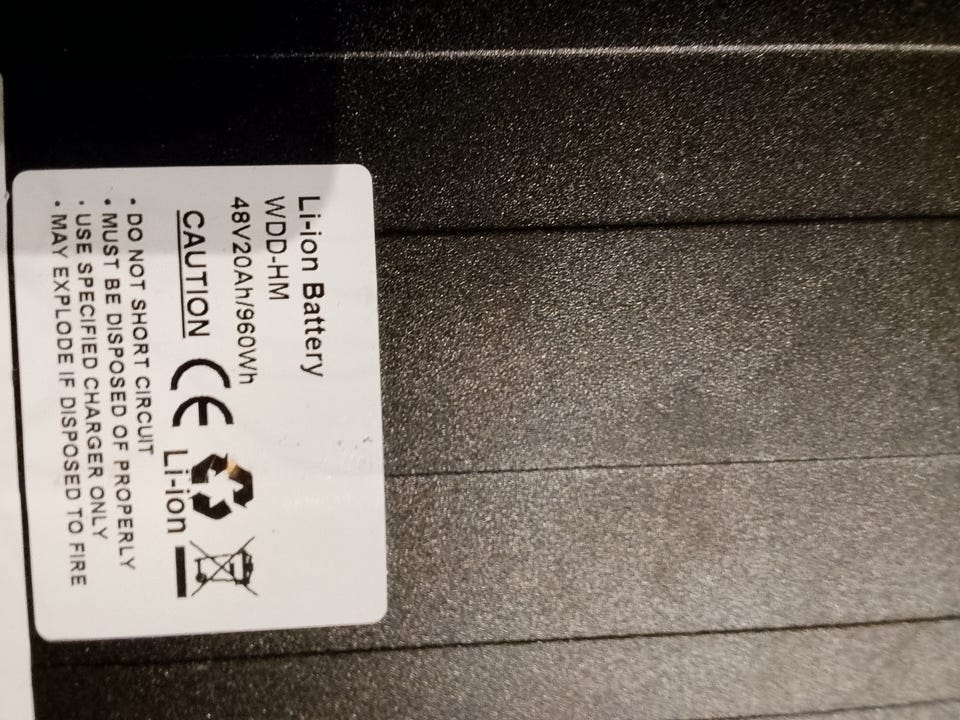 Li-ion Battery
WDD-HM
48V20Ah/960Wh
CAUTION CE
Li-ion
• DO NOT SHORT CIRCUIT
• MUST BE DISPOSED OF PROPERLY
• USE SPECIFIED CHARGER ONLY
• MAY EXPLODE IF DISPOSED TO FIRE